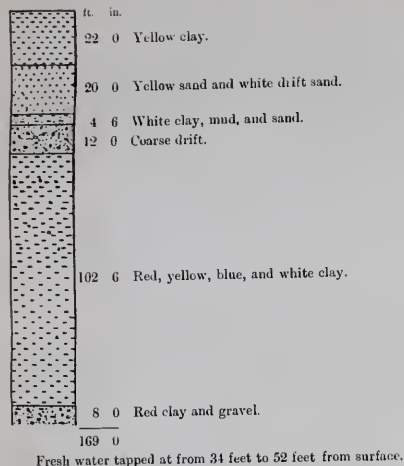 ft. in.
22 0 Yellow clay.
20 0 Yellow sand and white drift sand.
4 6 White clay, mud, and sand.
12 0 Coarse drift.
102 6 Red, yellow, blue, and white clay.
8 0 Red clay and gravel.
169 0
Fresh water tapped at from 34 feet to 52 feet from surface.